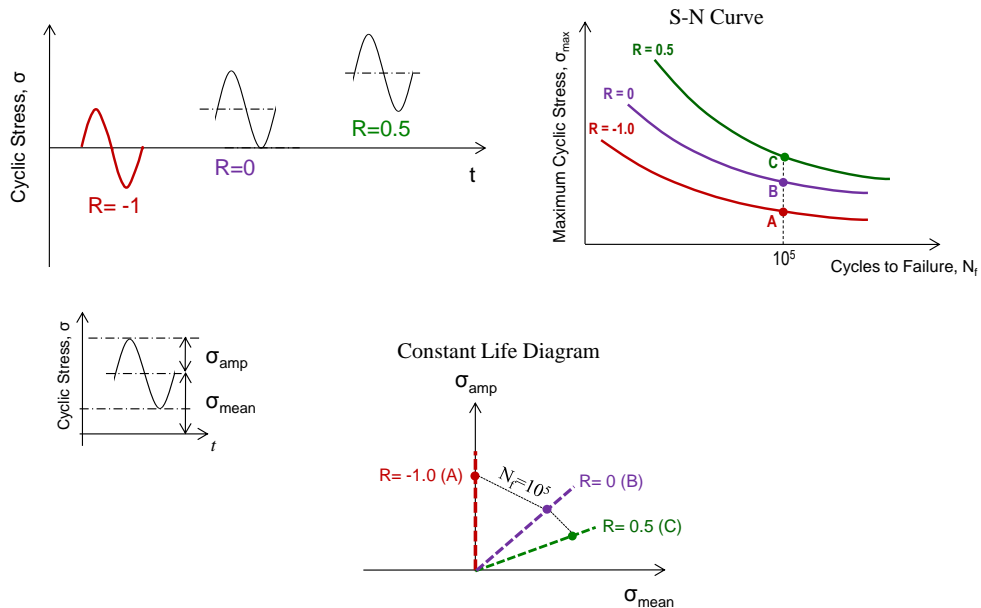 Cyclic Stress, σ
R= -1
R=0
R=0.5
t
S-N Curve
Maximum Cyclic Stress, σmax
R = 0.5
R = 0
R = -1.0
C
B
A
10⁵
Cycles to Failure, Nf
Cyclic Stress, σ
σamp
σmean
t
Constant Life Diagram
σamp
R= -1.0 (A)
Nf=10⁵
R= 0 (B)
R= 0.5 (C)
σmean